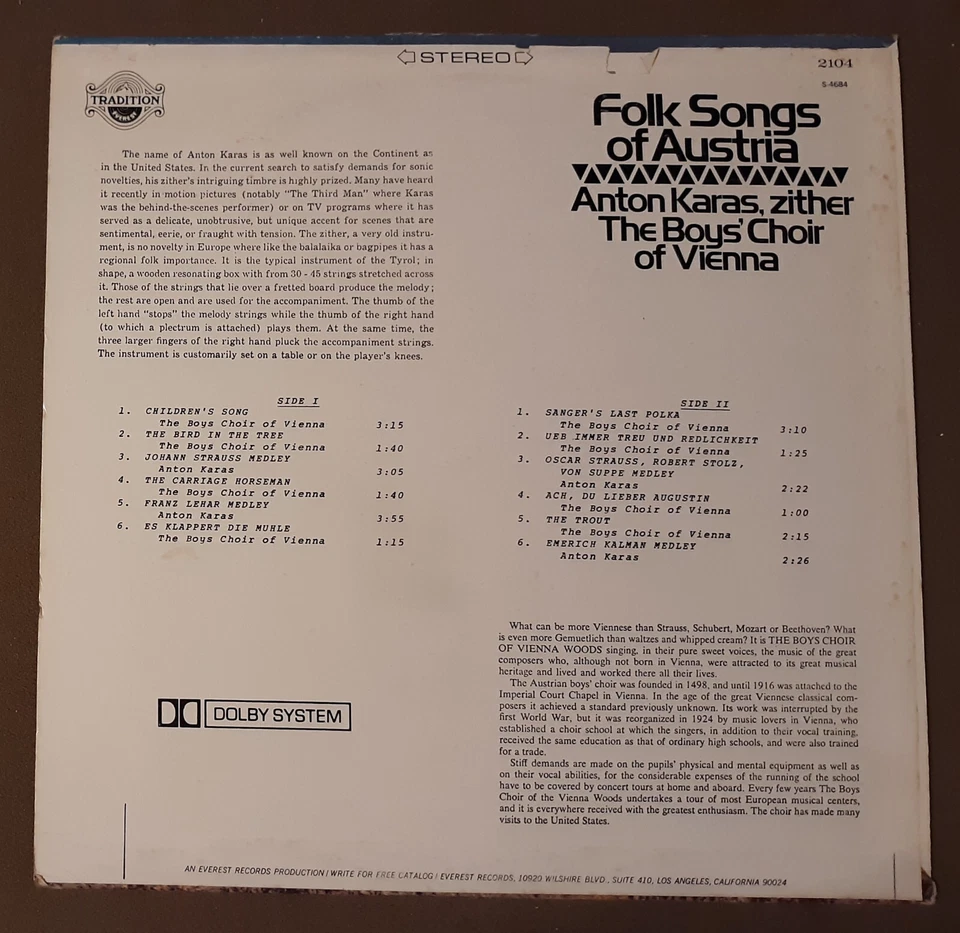 STEREO
2104
S 4684
TRADITION
EVEREST
Folk Songs
of Austria
Anton Karas, zither
The Boys' Choir
of Vienna
The name of Anton Karas is as well known on the Continent as
in the United States. In the current search to satisfy demands for sonic
novelties, his zither's intriguing timbre is highly prized. Many have heard
it recently in motion pictures (notably "The Third Man" where Karas
was the behind-the-scenes performer) or on TV programs where it has
served as a delicate, unobtrusive, but unique accent for scenes that are
sentimental, eerie, or fraught with tension. The zither, a very old instru-
ment, is no novelty in Europe where like the balalaika or bagpipes it has a
regional folk importance. It is the typical instrument of the Tyrol; in
shape, a wooden resonating box with from 30 - 45 strings stretched across
it. Those of the strings that lie over a fretted board produce the melody;
the rest are open and are used for the accompaniment. The thumb of the
left hand "stops" the melody strings while the thumb of the right hand
(to which a plectrum is attached) plays them. At the same time, the
three larger fingers of the right hand pluck the accompaniment strings.
The instrument is customarily set on a table or on the player's knees.
SIDE I
1. CHILDREN'S SONG
The Boys Choir of Vienna 3:15
2. THE BIRD IN THE TREE
The Boys Choir of Vienna 1:40
3. JOHANN STRAUSS MEDLEY
Anton Karas 3:05
4. THE CARRIAGE HORSEMAN
The Boys Choir of Vienna 1:40
5. FRANZ LEHAR MEDLEY
Anton Karas 3:55
6. ES KLAPPERT DIE MUHLE
The Boys Choir of Vienna 1:15
SIDE II
1. SANGER'S LAST POLKA
The Boys Choir of Vienna 3:10
2. UEB IMMER TREU UND REDLICHKEIT
The Boys Choir of Vienna 1:25
3. OSCAR STRAUSS, ROBERT STOLZ,
VON SUPPE MEDLEY
Anton Karas 2:22
4. ACH, DU LIEBER AUGUSTIN
The Boys Choir of Vienna 1:00
5. THE TROUT
The Boys Choir of Vienna 2:15
6. EMERICH KALMAN MEDLEY
Anton Karas 2:26
What can be more Viennese than Strauss, Schubert, Mozart or Beethoven? What
is even more Gemuetlich than waltzes and whipped cream? It is THE BOYS CHOIR
OF VIENNA WOODS singing, in their pure sweet voices, the music of the great
composers who, although not born in Vienna, were attracted to its great musical
heritage and lived and worked there all their lives.
The Austrian boys' choir was founded in 1498, and until 1916 was attached to the
Imperial Court Chapel in Vienna. In the age of the great Viennese classical com-
posers it achieved a standard previously unknown. Its work was interrupted by the
first World War, but it was reorganized in 1924 by music lovers in Vienna, who
established a choir school at which the singers, in addition to their vocal training,
received the same education as that of ordinary high schools, and were also trained
for a trade.
Stiff demands are made on the pupils' physical and mental equipment as well as
on their vocal abilities, for the considerable expenses of the running of the school
have to be covered by concert tours at home and aboard. Every few years The Boys
Choir of the Vienna Woods undertakes a tour of most European musical centers,
and it is everywhere received with the greatest enthusiasm. The choir has made many
visits to the United States.
DOLBY SYSTEM
AN EVEREST RECORDS PRODUCTION / WRITE FOR FREE CATALOG / EVEREST RECORDS, 10920 WILSHIRE BLVD., SUITE 410, LOS ANGELES, CALIFORNIA 90024